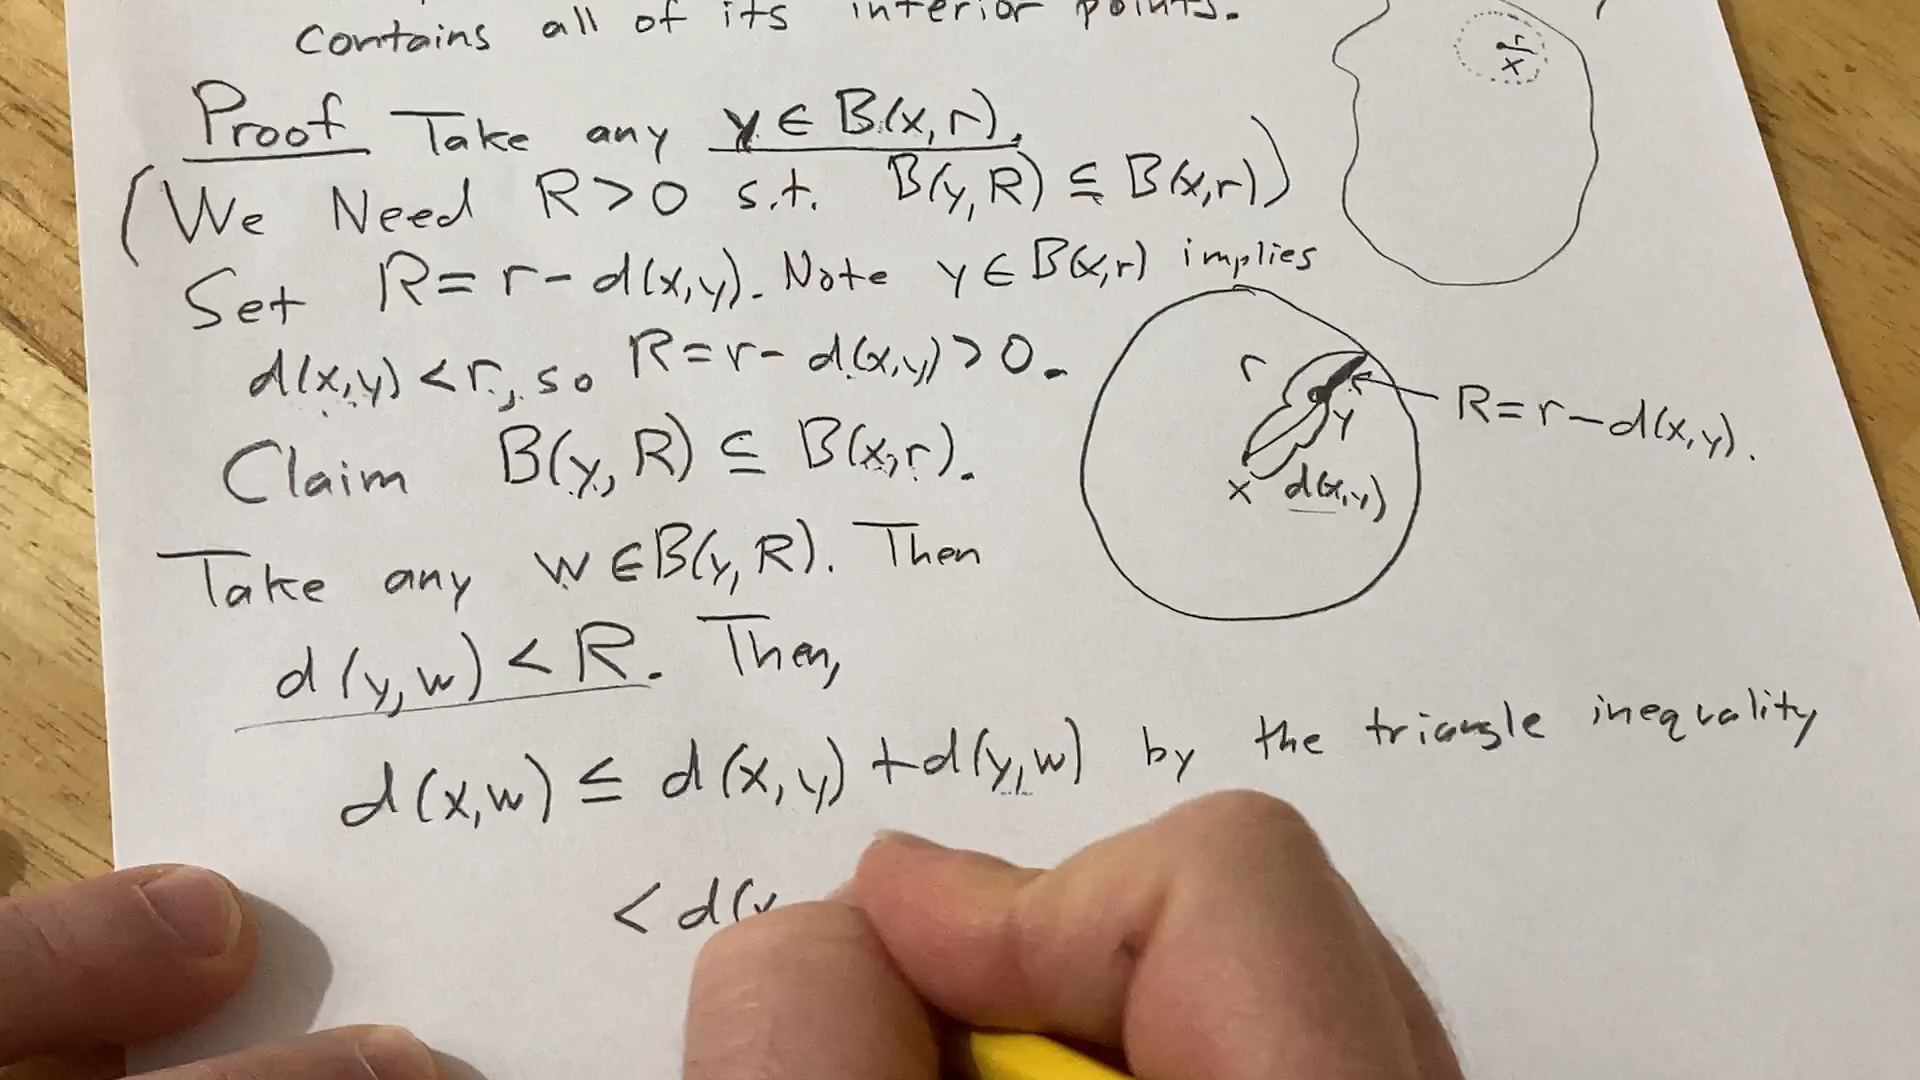 contains all of its interior points.
r
x
Proof Take any y ∈ B(x,r).
(We Need R>0 s.t. B(y,R) ⊆ B(x,r))
Set R=r-d(x,y). Note y∈B(x,r) implies
d(x,y)<r, so R=r-d(x,y)>0.
r
y
x d(x,y)
R=r-d(x,y).
Claim B(y,R) ⊆ B(x,r).
Take any w∈B(y,R). Then
d(y,w)<R. Then,
d(x,w) ≤ d(x,y)+d(y,w) by the triangle inequality
< d(